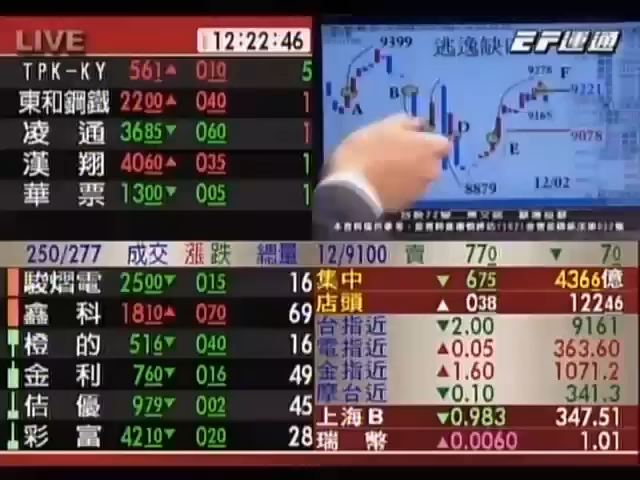 LIVE 12:22:46
TPK-KY 561▲ 010 5
東和鋼鐵 2200▲ 040 1
凌通 3685▼ 060 1
漢翔 4060▲ 035 1
華票 1300▼ 005 1
9399 逃逸缺 EF 運通
9278 F
B 9221
A 9165
D 9078
E
8879 12/02
250/277 成交 漲跌 總量
駿熠電 2500▼ 015 16
鑫科 1810▲ 070 69
橙的 516▼ 040 16
金利 760▼ 016 49
佶優 979▼ 002 45
彩富 4210▼ 020 28
12/9100 賣 770 ▼ 70
集中 ▼ 675 4366億
店頭 ▲ 038 12246
台指近 ▼2.00 9161
電指近 ▲0.05 363.60
金指近 ▲1.60 1071.2
摩台近 ▼0.10 341.3
上海B ▼0.983 347.51
瑞幣 ▲0.0060 1.01